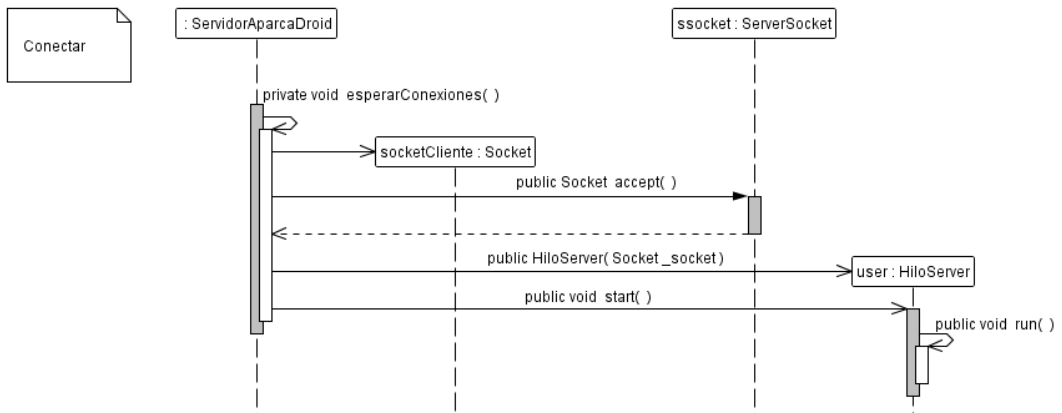 Conectar
: ServidorAparcaDroid
ssocket : ServerSocket
private void esperarConexiones( )
socketCliente : Socket
public Socket accept( )
public HiloServer( Socket _socket )
user : HiloServer
public void start( )
public void run( )